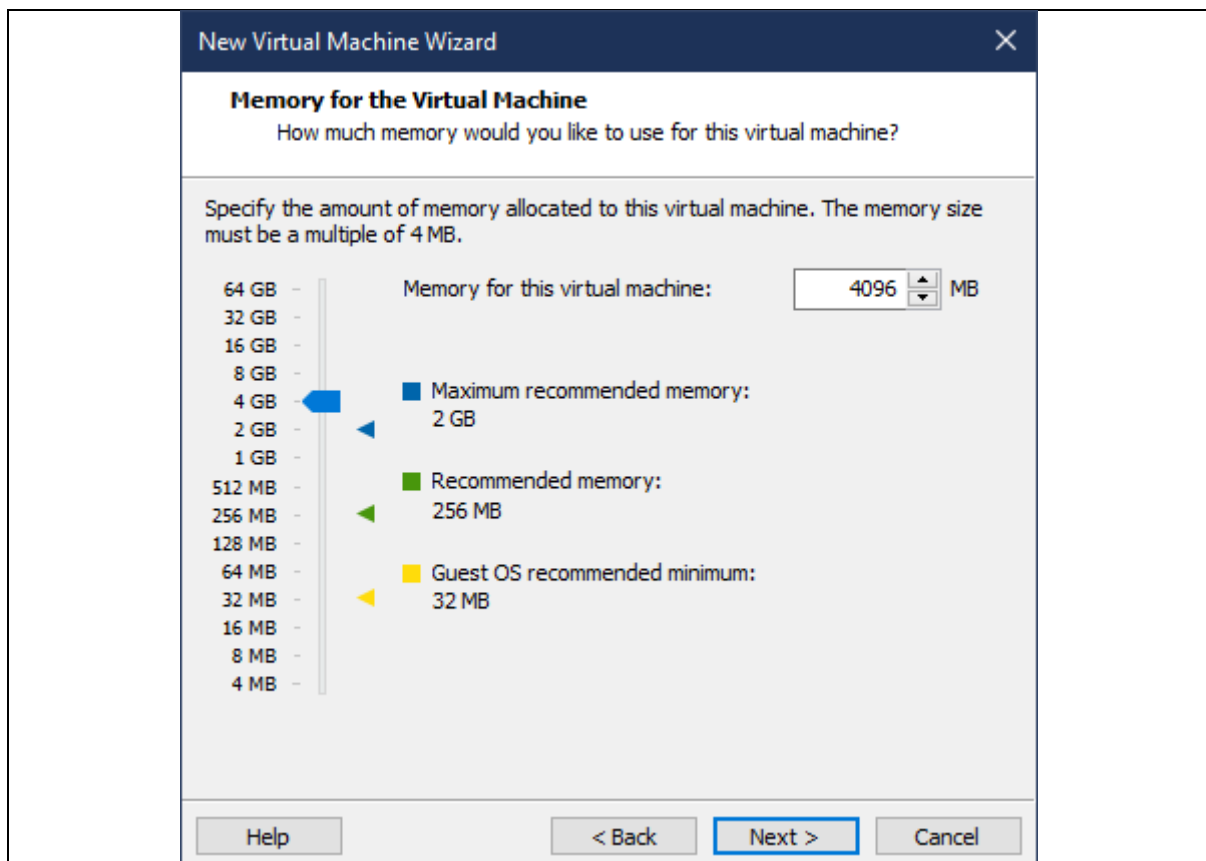 New Virtual Machine Wizard
Memory for the Virtual Machine
How much memory would you like to use for this virtual machine?
Specify the amount of memory allocated to this virtual machine. The memory size
must be a multiple of 4 MB.
64 GB
32 GB
16 GB
8 GB
4 GB
2 GB
1 GB
512 MB
256 MB
128 MB
64 MB
32 MB
16 MB
8 MB
4 MB
Memory for this virtual machine: 4096 MB
Maximum recommended memory:
2 GB
Recommended memory:
256 MB
Guest OS recommended minimum:
32 MB
Help < Back Next > Cancel